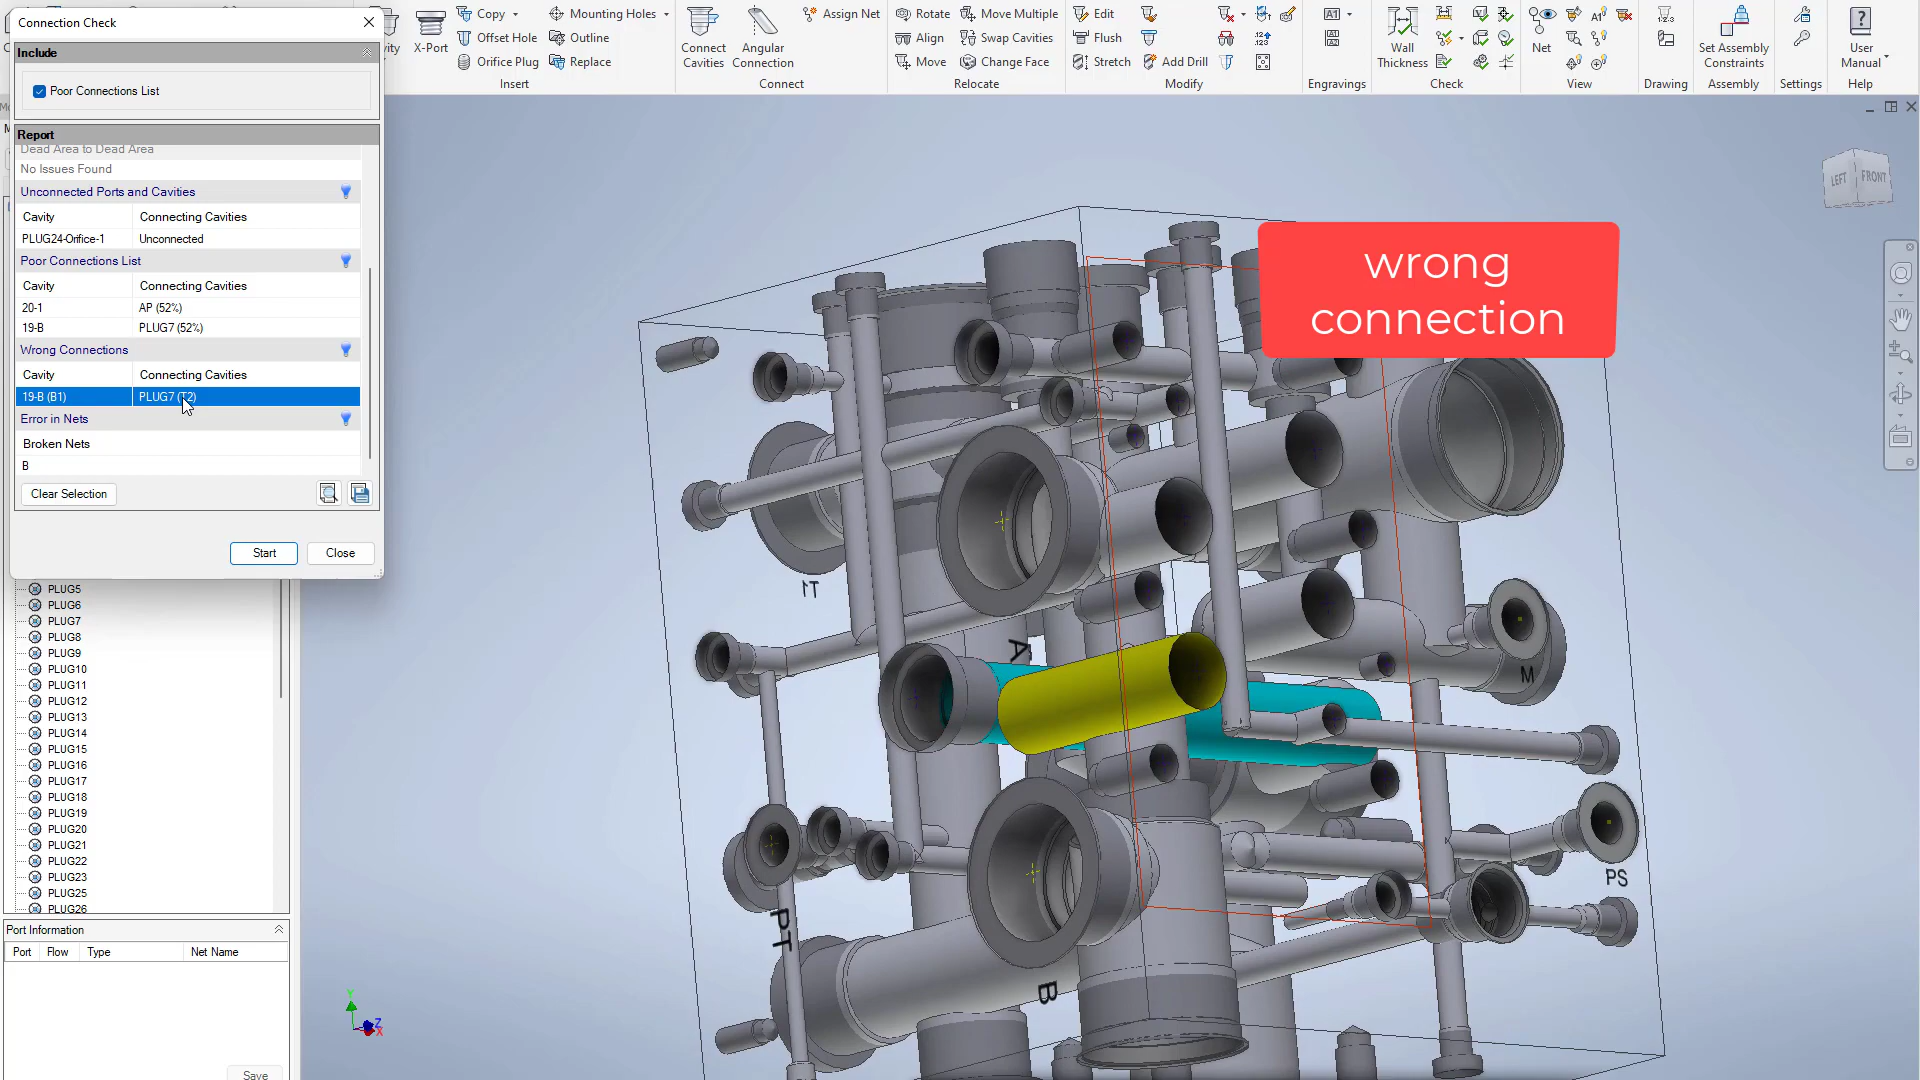 Connection Check
Include
Poor Connections List
Report
Dead Area to Dead Area
No Issues Found
Unconnected Ports and Cavities
Cavity Connecting Cavities
PLUG24-Orifice-1 Unconnected
Poor Connections List
Cavity Connecting Cavities
20-1 AP (52%)
19-B PLUG7 (52%)
Wrong Connections
Cavity Connecting Cavities
19-B (B1) PLUG7 (T2)
Error in Nets
Broken Nets
B
Clear Selection
Start Close
PLUG5
PLUG6
PLUG7
PLUG8
PLUG9
PLUG10
PLUG11
PLUG12
PLUG13
PLUG14
PLUG15
PLUG16
PLUG17
PLUG18
PLUG19
PLUG20
PLUG21
PLUG22
PLUG23
PLUG25
PLUG26
Port Information
Port Flow Type Net Name
Save
X-Port
Copy
Offset Hole
Orifice Plug
Mounting Holes
Outline
Replace
Insert
Connect Cavities
Angular Connection
Assign Net
Connect
Rotate
Align
Move
Move Multiple
Swap Cavities
Change Face
Relocate
Edit
Flush
Stretch
Add Drill
Modify
A1
Engravings
Wall Thickness
Check
Net
View
Drawing
Set Assembly Constraints
Assembly
Settings
User Manual
Help
LEFT FRONT
wrong
connection
T1
A
M
PS
PT
B
Y
Z
X